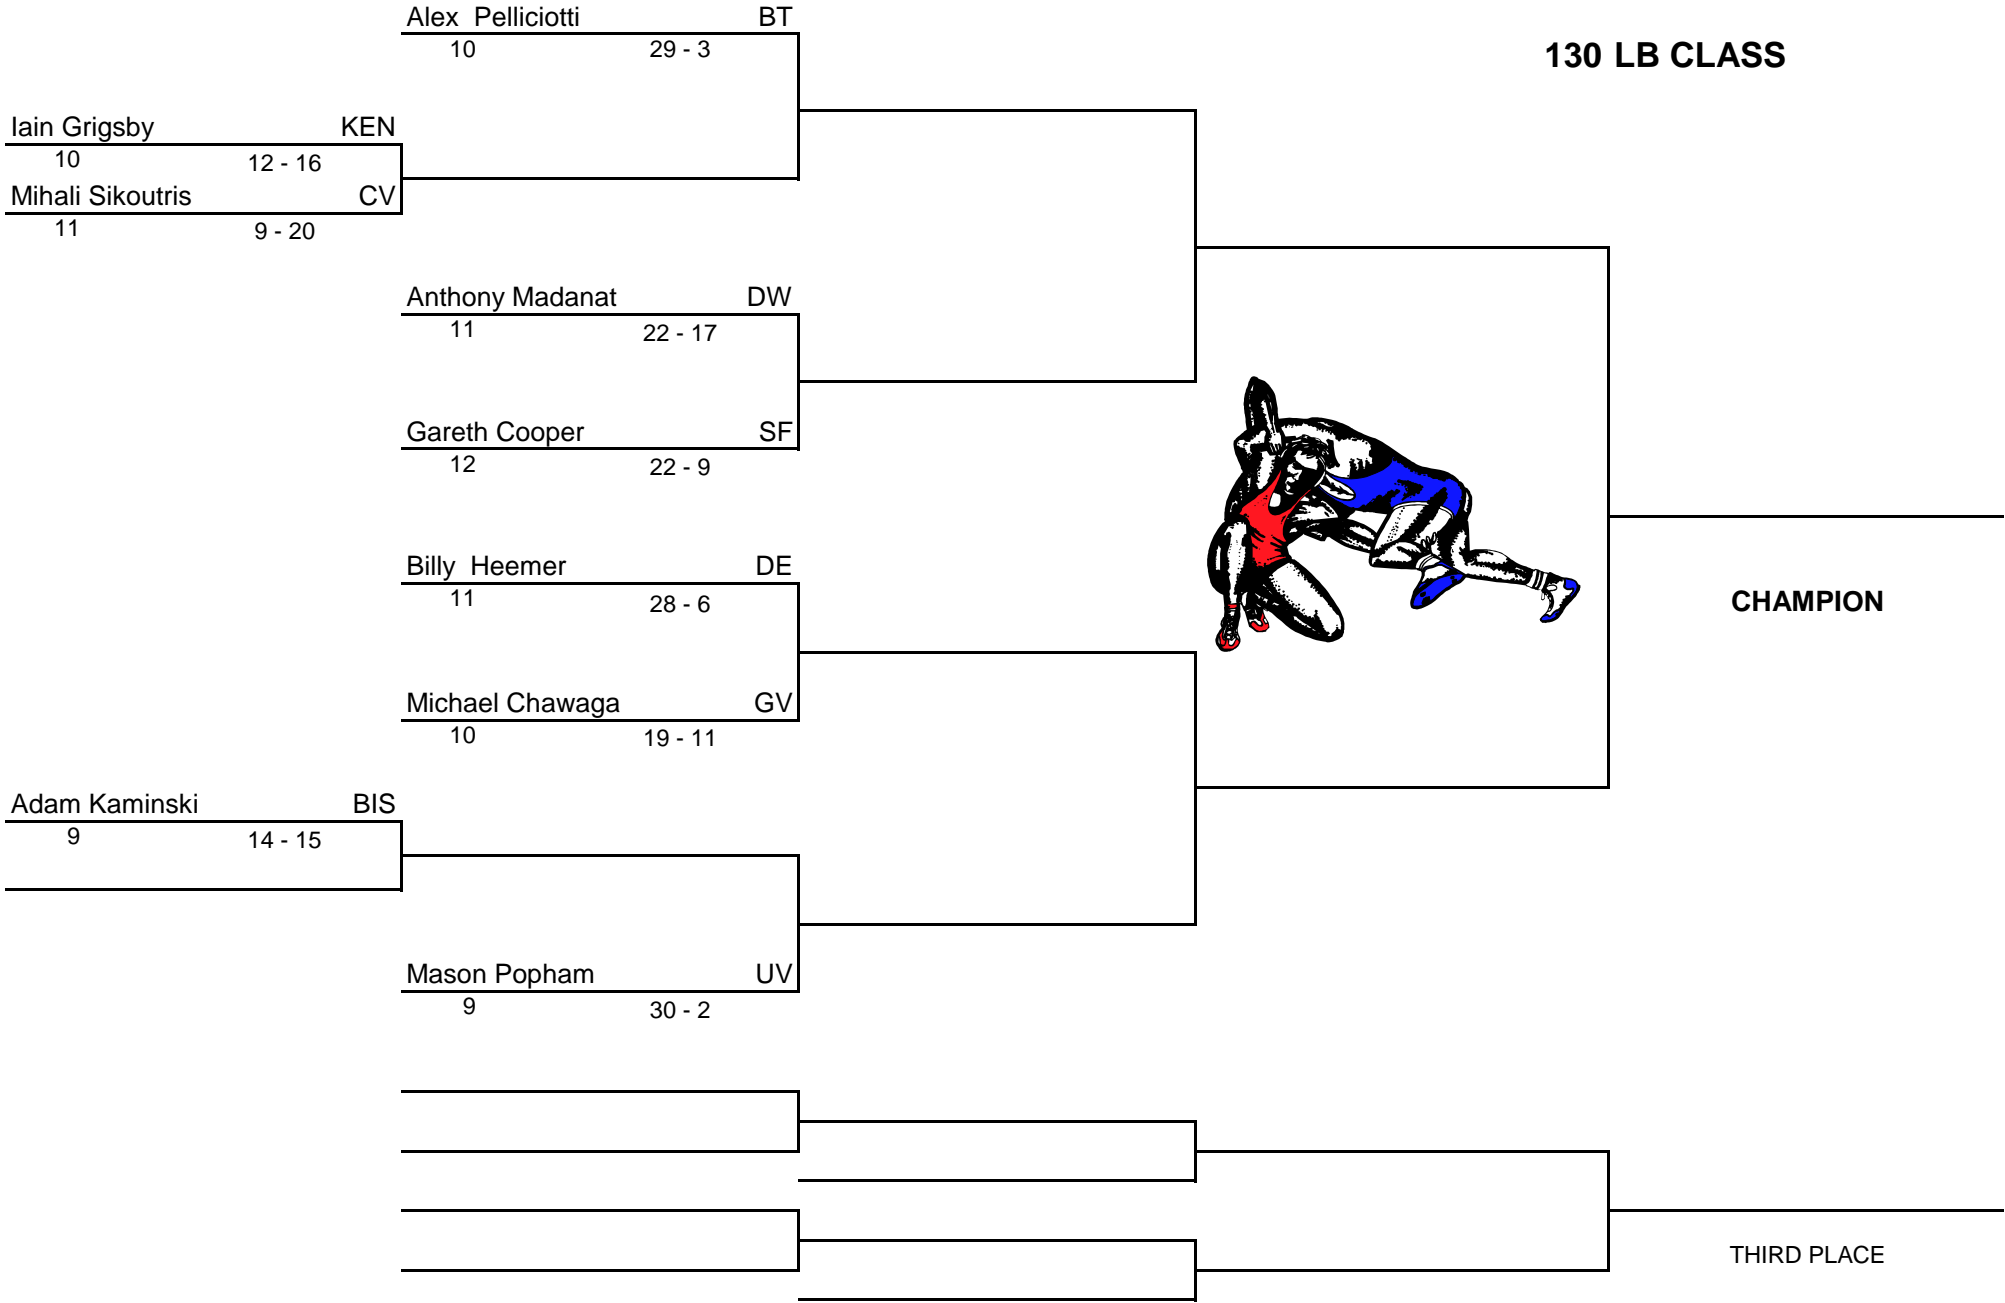 Alex  Pelliciotti BT
10 29 - 3
130 LB CLASS
Iain Grigsby KEN
10 12 - 16
Mihali Sikoutris CV
11 9 - 20
Anthony Madanat DW
11 22 - 17
Gareth Cooper SF
12 22 - 9
Billy  Heemer DE
11 28 - 6
CHAMPION
Michael Chawaga GV
10 19 - 11
Adam Kaminski BIS
9 14 - 15
Mason Popham UV
9 30 - 2
THIRD PLACE